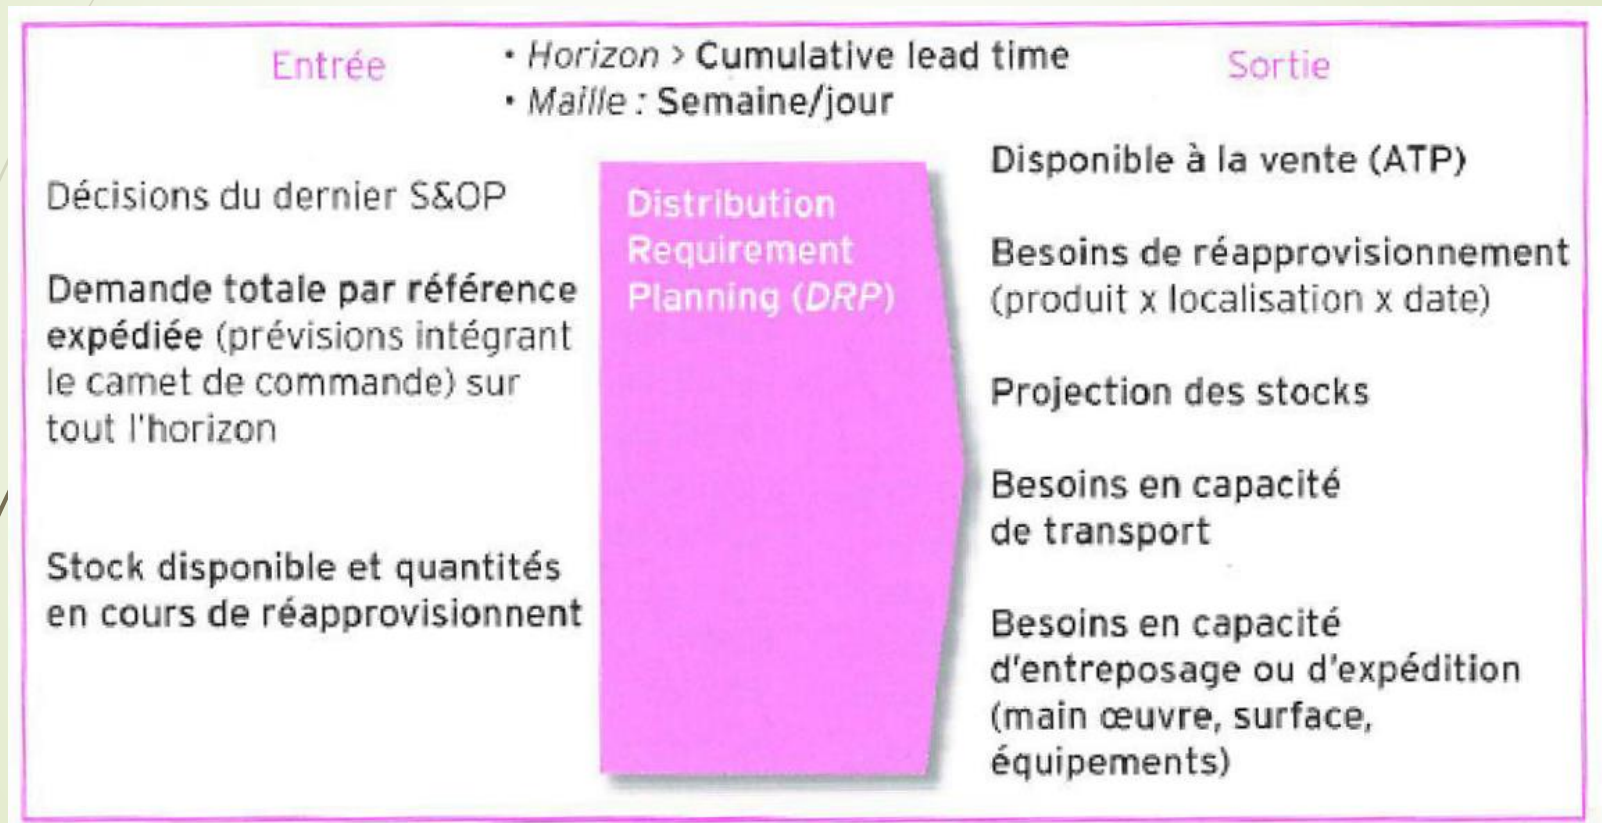 Entrée
• Horizon > Cumulative lead time
• Maille : Semaine/jour
Sortie
Décisions du dernier S&OP
Demande totale par référence
expédiée (prévisions intégrant
le carnet de commande) sur
tout l'horizon
Stock disponible et quantités
en cours de réapprovisionnent
Distribution
Requirement
Planning (DRP)
Disponible à la vente (ATP)
Besoins de réapprovisionnement
(produit x localisation x date)
Projection des stocks
Besoins en capacité
de transport
Besoins en capacité
d'entreposage ou d'expédition
(main œuvre, surface,
équipements)